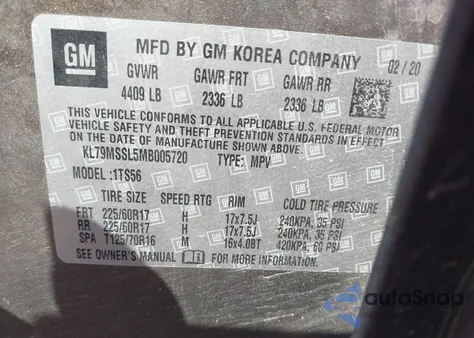 GM
MFD BY GM KOREA COMPANY 02/20
GVWR GAWR FRT GAWR RR
4409 LB 2336 LB 2336 LB
THIS VEHICLE CONFORMS TO ALL APPLICABLE U.S. FEDERAL MOTOR
VEHICLE SAFETY AND THEFT PREVENTION STANDARDS IN EFFECT
ON THE DATE OF MANUFACTURE SHOWN ABOVE.
KL79MSSL5MB005720 TYPE: MPV
MODEL :1TS56
TIRE SIZE SPEED RTG RIM COLD TIRE PRESSURE
FRT 225/60R17 H 17x7.5J 240KPA, 35 PSI
RR 225/60R17 H 17x7.5J 240KPA, 35 PSI
SPA T125/70R16 M 16x4.0BT 420KPA, 60 PSI
SEE OWNER'S MANUAL FOR MORE INFORMATION.
autoSnap